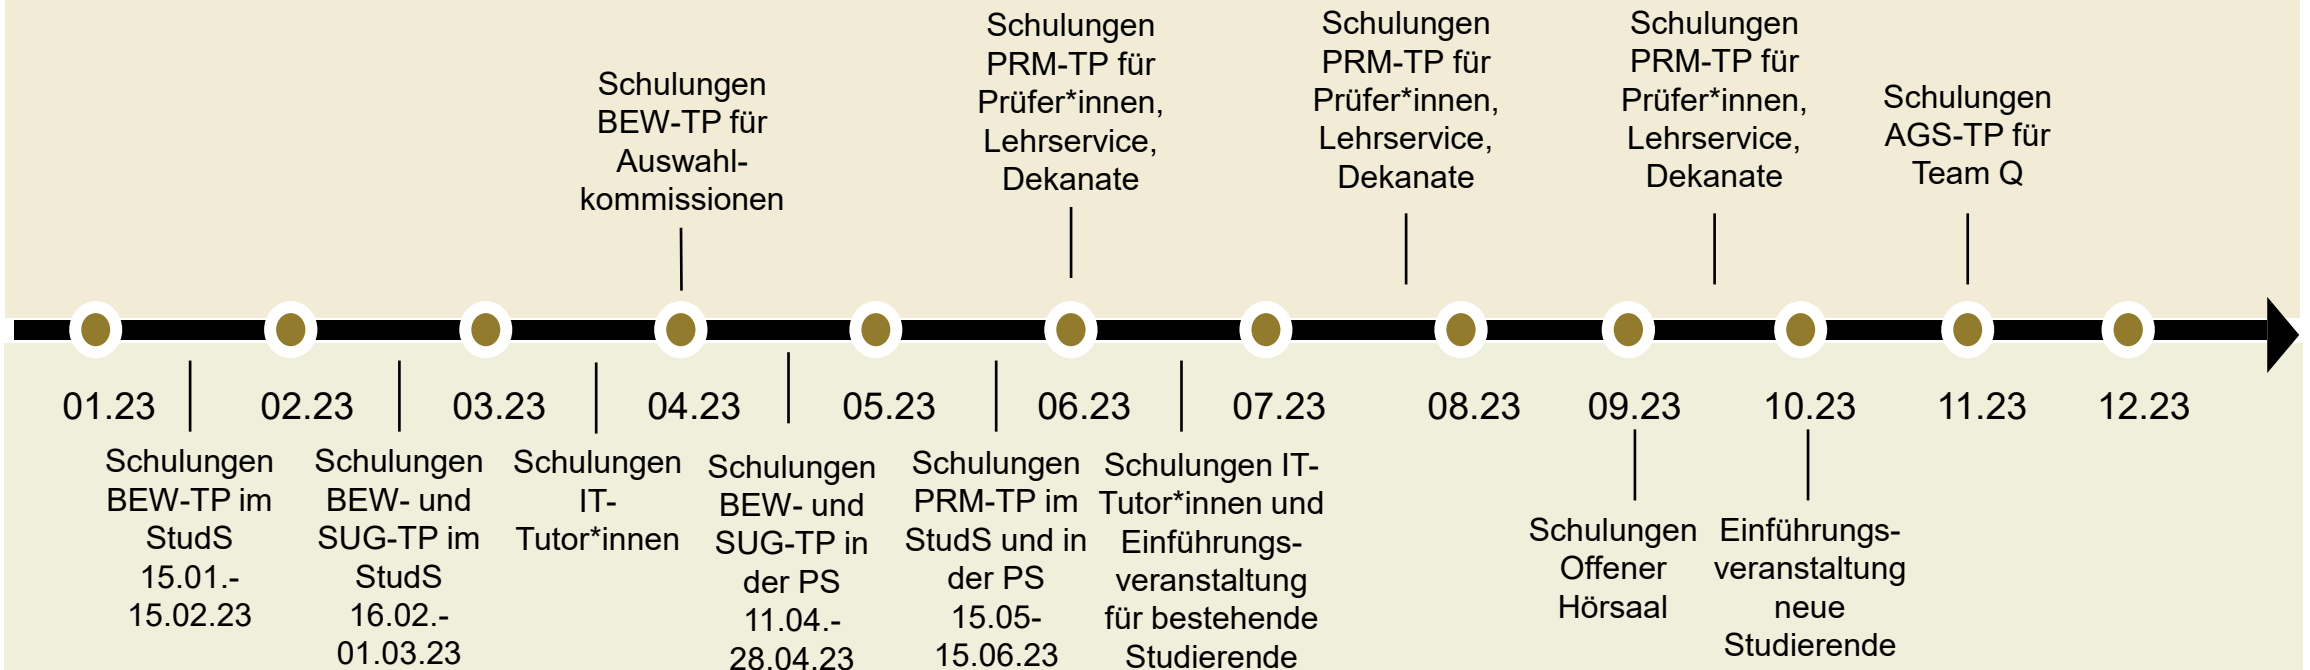 Schulungen
BEW-TP für
Auswahl-
kommissionen
Schulungen
PRM-TP für
Prüfer*innen,
Lehrservice,
Dekanate
Schulungen
PRM-TP für
Prüfer*innen,
Lehrservice,
Dekanate
Schulungen
PRM-TP für
Prüfer*innen,
Lehrservice,
Dekanate
Schulungen
AGS-TP für
Team Q
01.23 02.23 03.23 04.23 05.23 06.23 07.23 08.23 09.23 10.23 11.23 12.23
Schulungen
BEW-TP im
StudS
15.01.-
15.02.23
Schulungen
BEW- und
SUG-TP im
StudS
16.02.-
01.03.23
Schulungen
IT-
Tutor*innen
Schulungen
BEW- und
SUG-TP in
der PS
11.04.-
28.04.23
Schulungen
PRM-TP im
StudS und in
der PS
15.05-
15.06.23
Schulungen IT-
Tutor*innen und
Einführungs-
veranstaltung
für bestehende
Studierende
Schulungen
Offener
Hörsaal
Einführungs-
veranstaltung
neue
Studierende